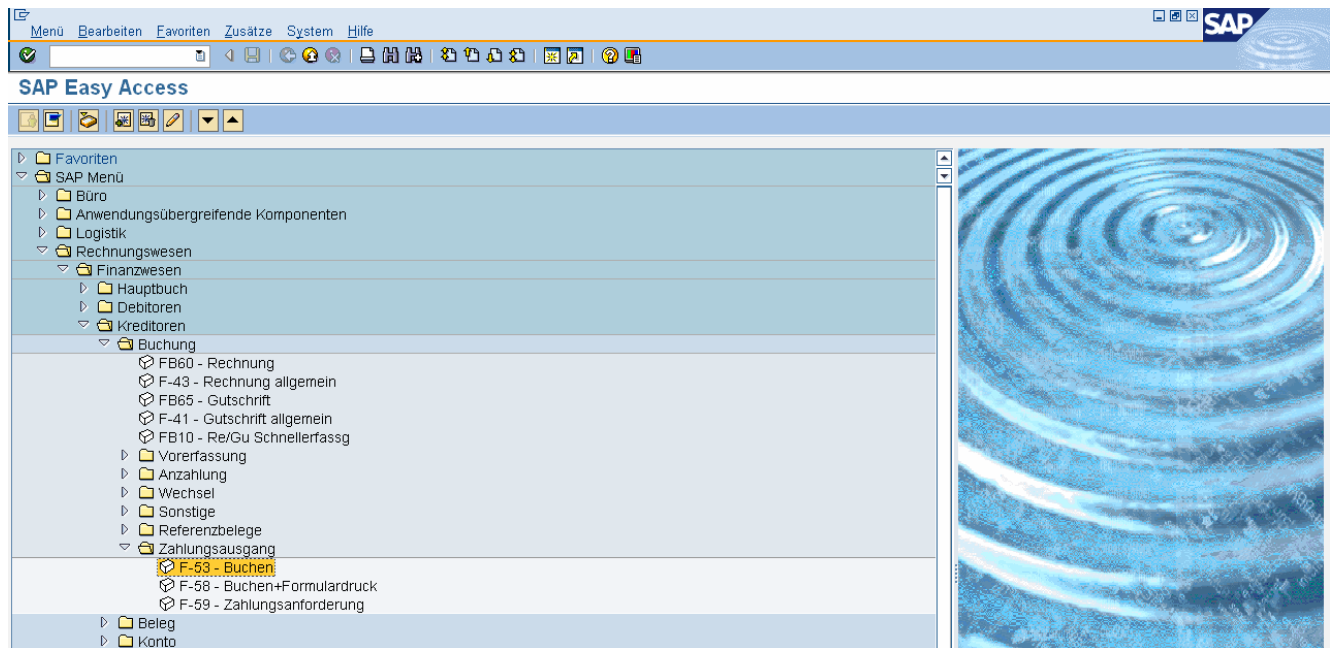 Menü Bearbeiten Favoriten Zusätze System Hilfe
SAP
SAP Easy Access
Favoriten
SAP Menü
Büro
Anwendungsübergreifende Komponenten
Logistik
Rechnungswesen
Finanzwesen
Hauptbuch
Debitoren
Kreditoren
Buchung
FB60 - Rechnung
F-43 - Rechnung allgemein
FB65 - Gutschrift
F-41 - Gutschrift allgemein
FB10 - Re/Gu Schnellerfassg
Vorerfassung
Anzahlung
Wechsel
Sonstige
Referenzbelege
Zahlungsausgang
F-53 - Buchen
F-58 - Buchen+Formulardruck
F-59 - Zahlungsanforderung
Beleg
Konto